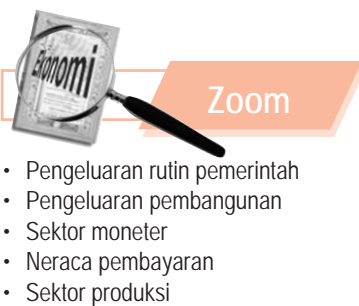 Ekonomi
Zoom
• Pengeluaran rutin pemerintah
• Pengeluaran pembangunan
• Sektor moneter
• Neraca pembayaran
• Sektor produksi